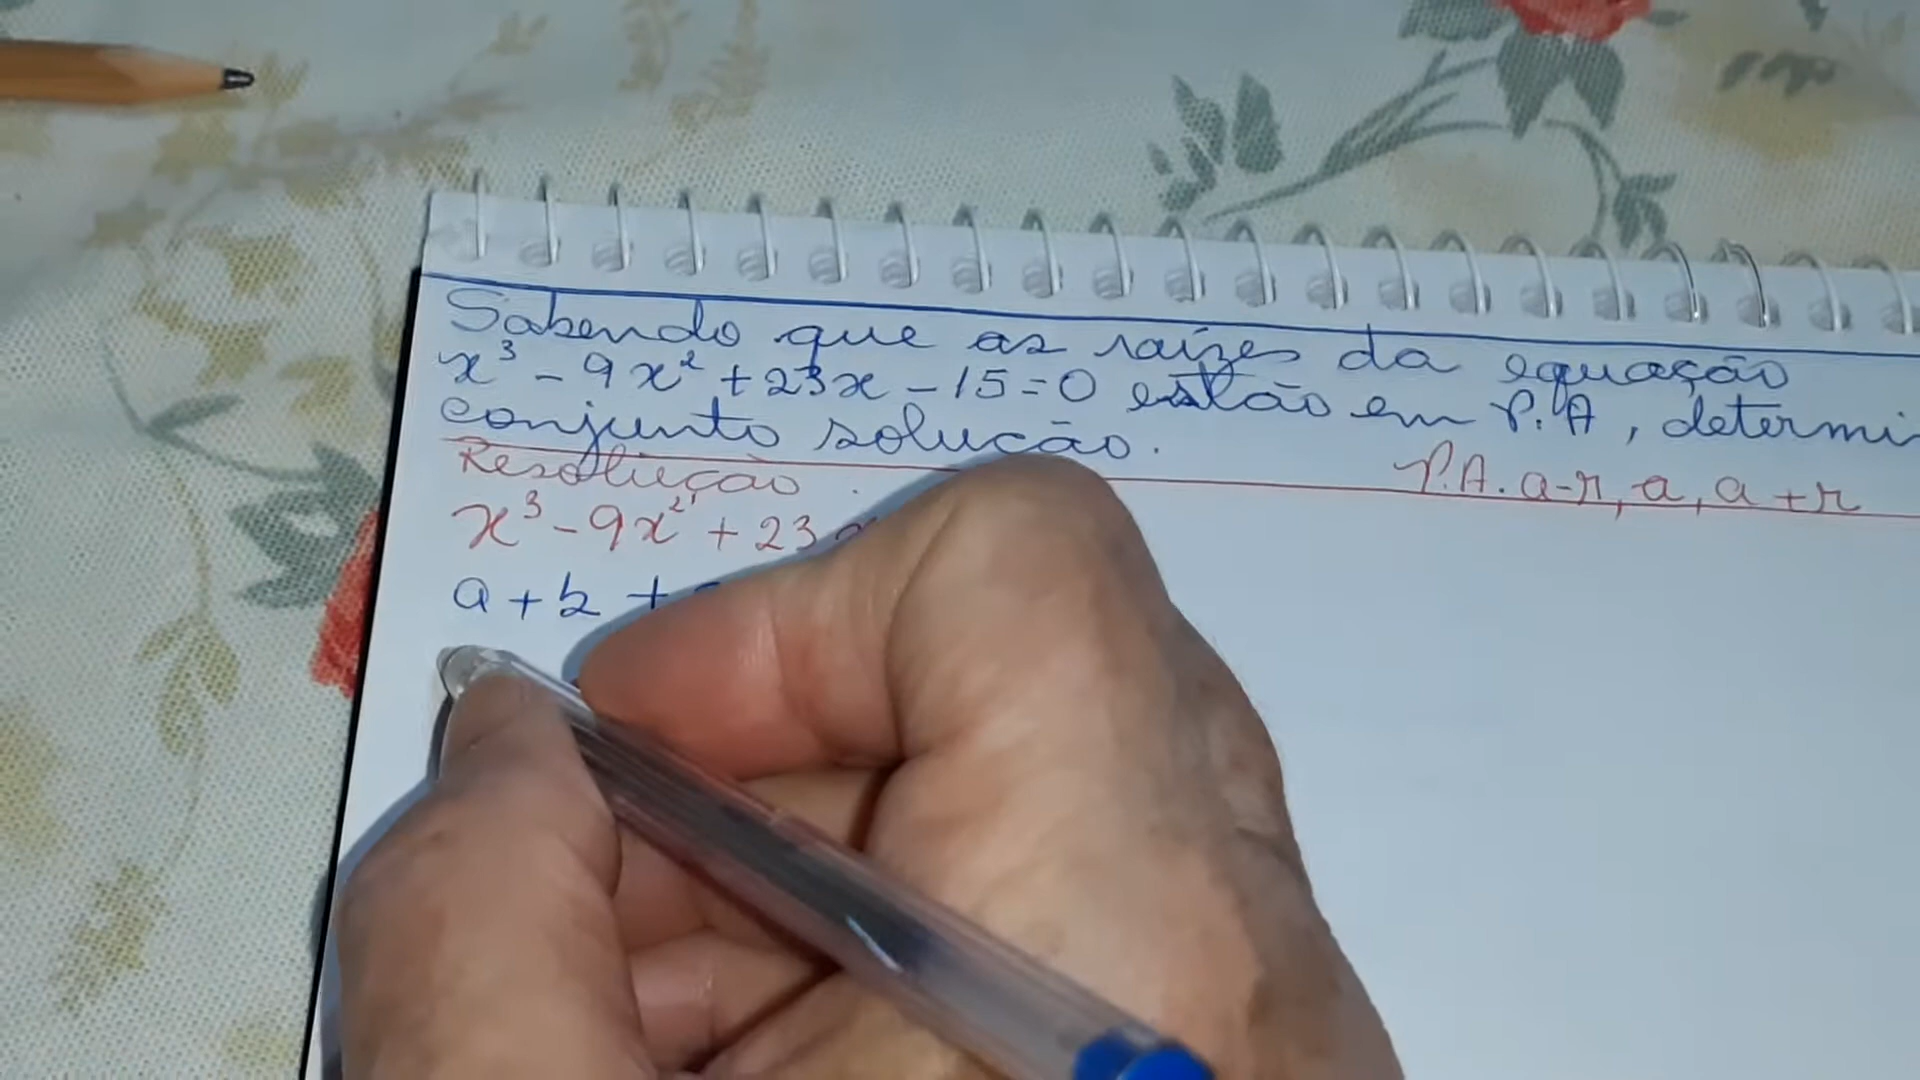 Sabendo que as raízes da equação
x³ - 9x² + 23x - 15 = 0 estão em P.A, determi
conjunto solução.
Resolução.
P.A. a-r, a, a+r
x³ - 9x² + 23
a + b +